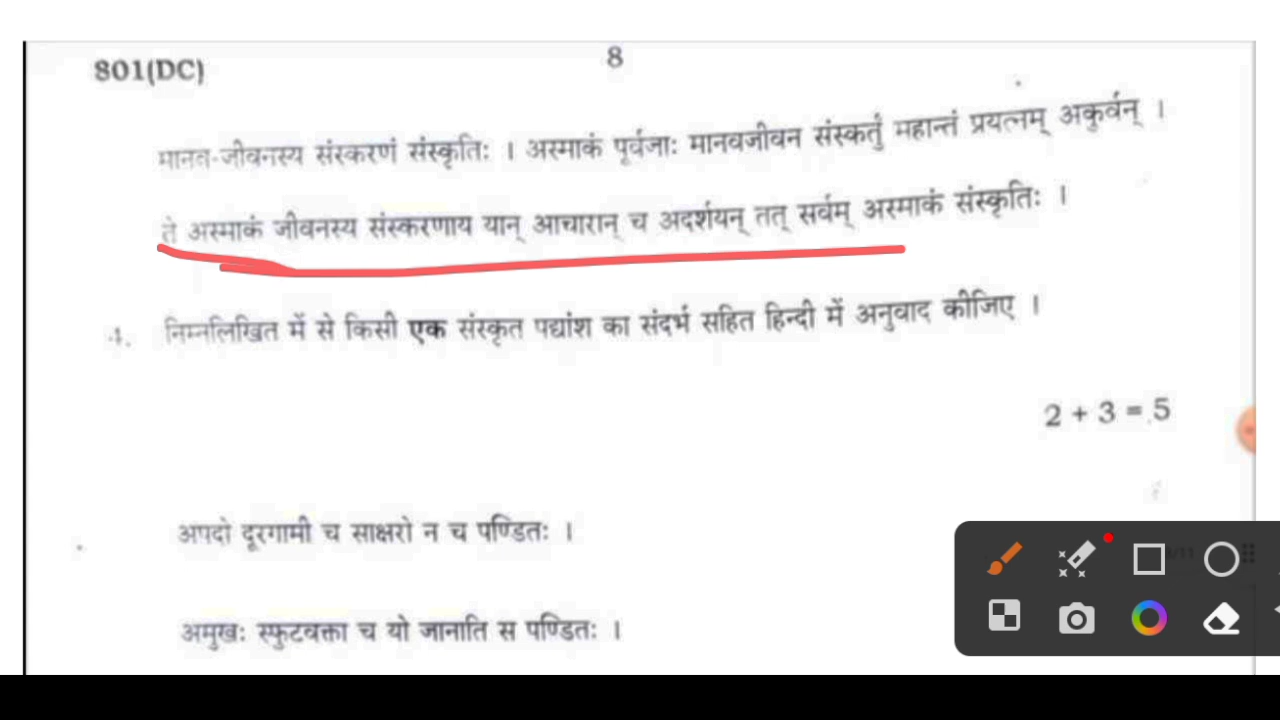 801(DC)
8
मानव-जीवनस्य संस्करणं संस्कृतिः । अस्माकं पूर्वजाः मानवजीवन संस्कर्तुं महान्तं प्रयत्नम् अकुर्वन् ।
ते अस्माकं जीवनस्य संस्करणाय यान् आचारान् च अदर्शयन् तत् सर्वम् अस्माकं संस्कृतिः ।
4. निम्नलिखित में से किसी एक संस्कृत पद्यांश का संदर्भ सहित हिन्दी में अनुवाद कीजिए ।
2 + 3 = 5
अपदो दूरगामी च साक्षरो न च पण्डितः ।
अमुखः स्फुटवक्ता च यो जानाति स पण्डितः ।